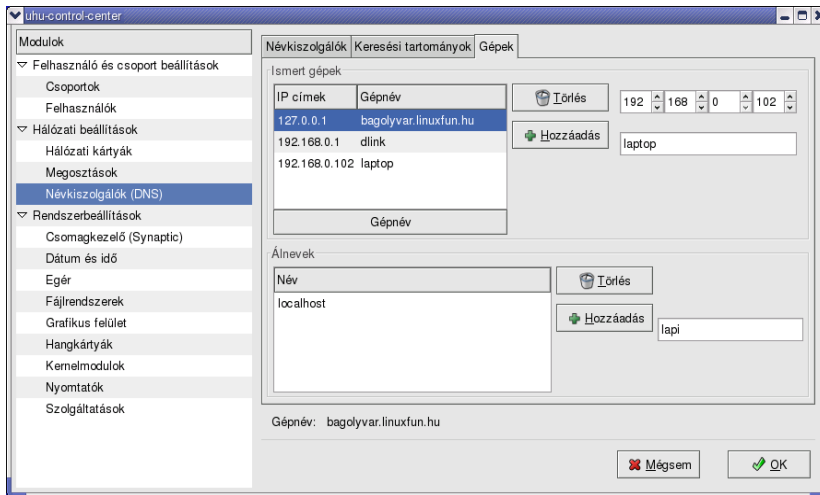 uhu-control-center
Modulok
Felhasználó és csoport beállítások
Csoportok
Felhasználók
Hálózati beállítások
Hálózati kártyák
Megosztások
Névkiszolgálók (DNS)
Rendszerbeállítások
Csomagkezelő (Synaptic)
Dátum és idő
Egér
Fájlrendszerek
Grafikus felület
Hangkártyák
Kernelmodulok
Nyomtatók
Szolgáltatások
Névkiszolgálók Keresési tartományok Gépek
Ismert gépek
IP címek Gépnév
127.0.0.1 bagolyvar.linuxfun.hu
192.168.0.1 dlink
192.168.0.102 laptop
Gépnév
Törlés
192 168 0 102
Hozzáadás
laptop
Álnevek
Név
localhost
Törlés
Hozzáadás
lapi
Gépnév: bagolyvar.linuxfun.hu
Mégsem OK